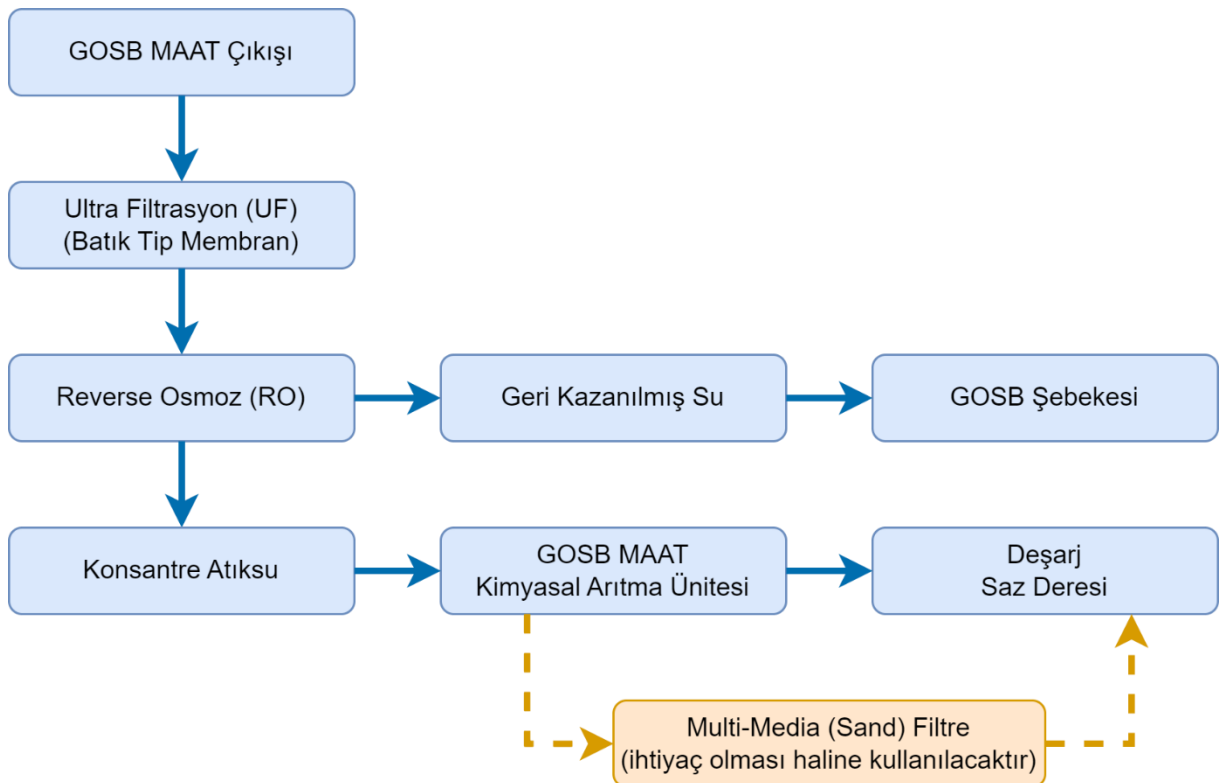 GOSB MAAT Çıkışı
Ultra Filtrasyon (UF)
(Batık Tip Membran)
Reverse Osmoz (RO)
Geri Kazanılmış Su
GOSB Şebekesi
Konsantre Atıksu
GOSB MAAT
Kimyasal Arıtma Ünitesi
Deşarj
Saz Deresi
Multi-Media (Sand) Filtre
(ihtiyaç olması haline kullanılacaktır)